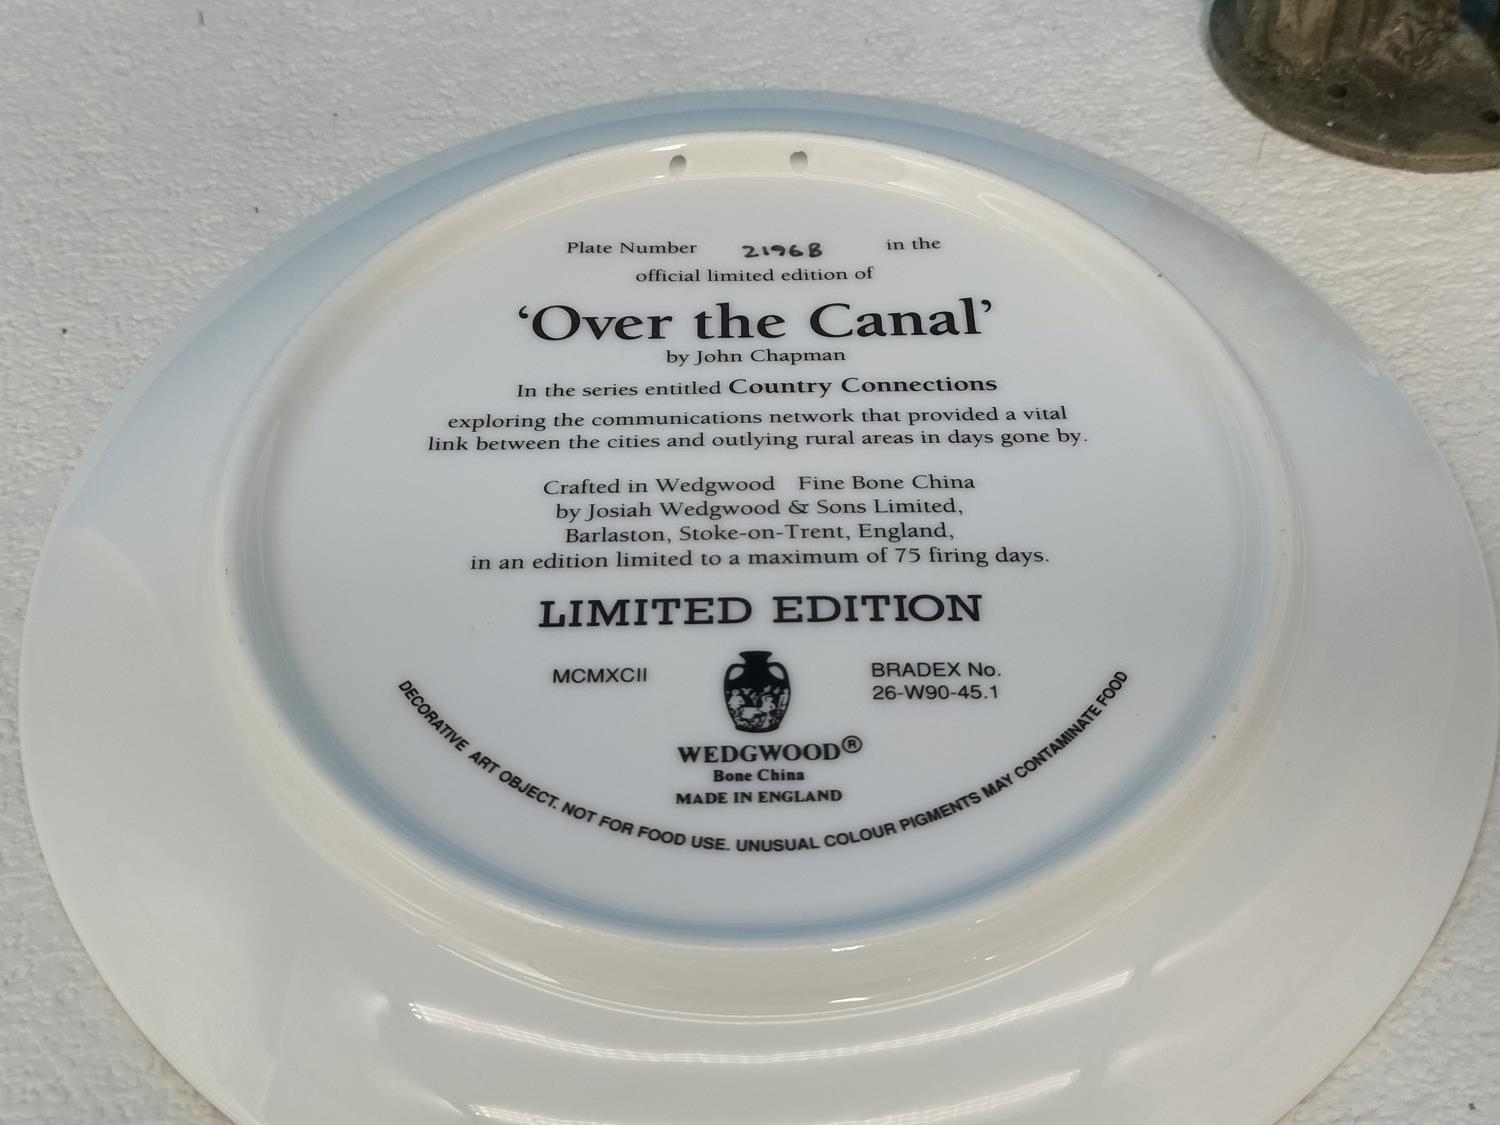 Plate Number 21968 in the
official limited edition of
‘Over the Canal’
by John Chapman
In the series entitled Country Connections
exploring the communications network that provided a vital
link between the cities and outlying rural areas in days gone by.
Crafted in Wedgwood Fine Bone China
by Josiah Wedgwood & Sons Limited,
Barlaston, Stoke-on-Trent, England,
in an edition limited to a maximum of 75 firing days.
LIMITED EDITION
MCMXCII
BRADEX No.
26-W90-45.1
WEDGWOOD®
Bone China
MADE IN ENGLAND
DECORATIVE ART OBJECT. NOT FOR FOOD USE. UNUSUAL COLOUR PIGMENTS MAY CONTAMINATE FOOD